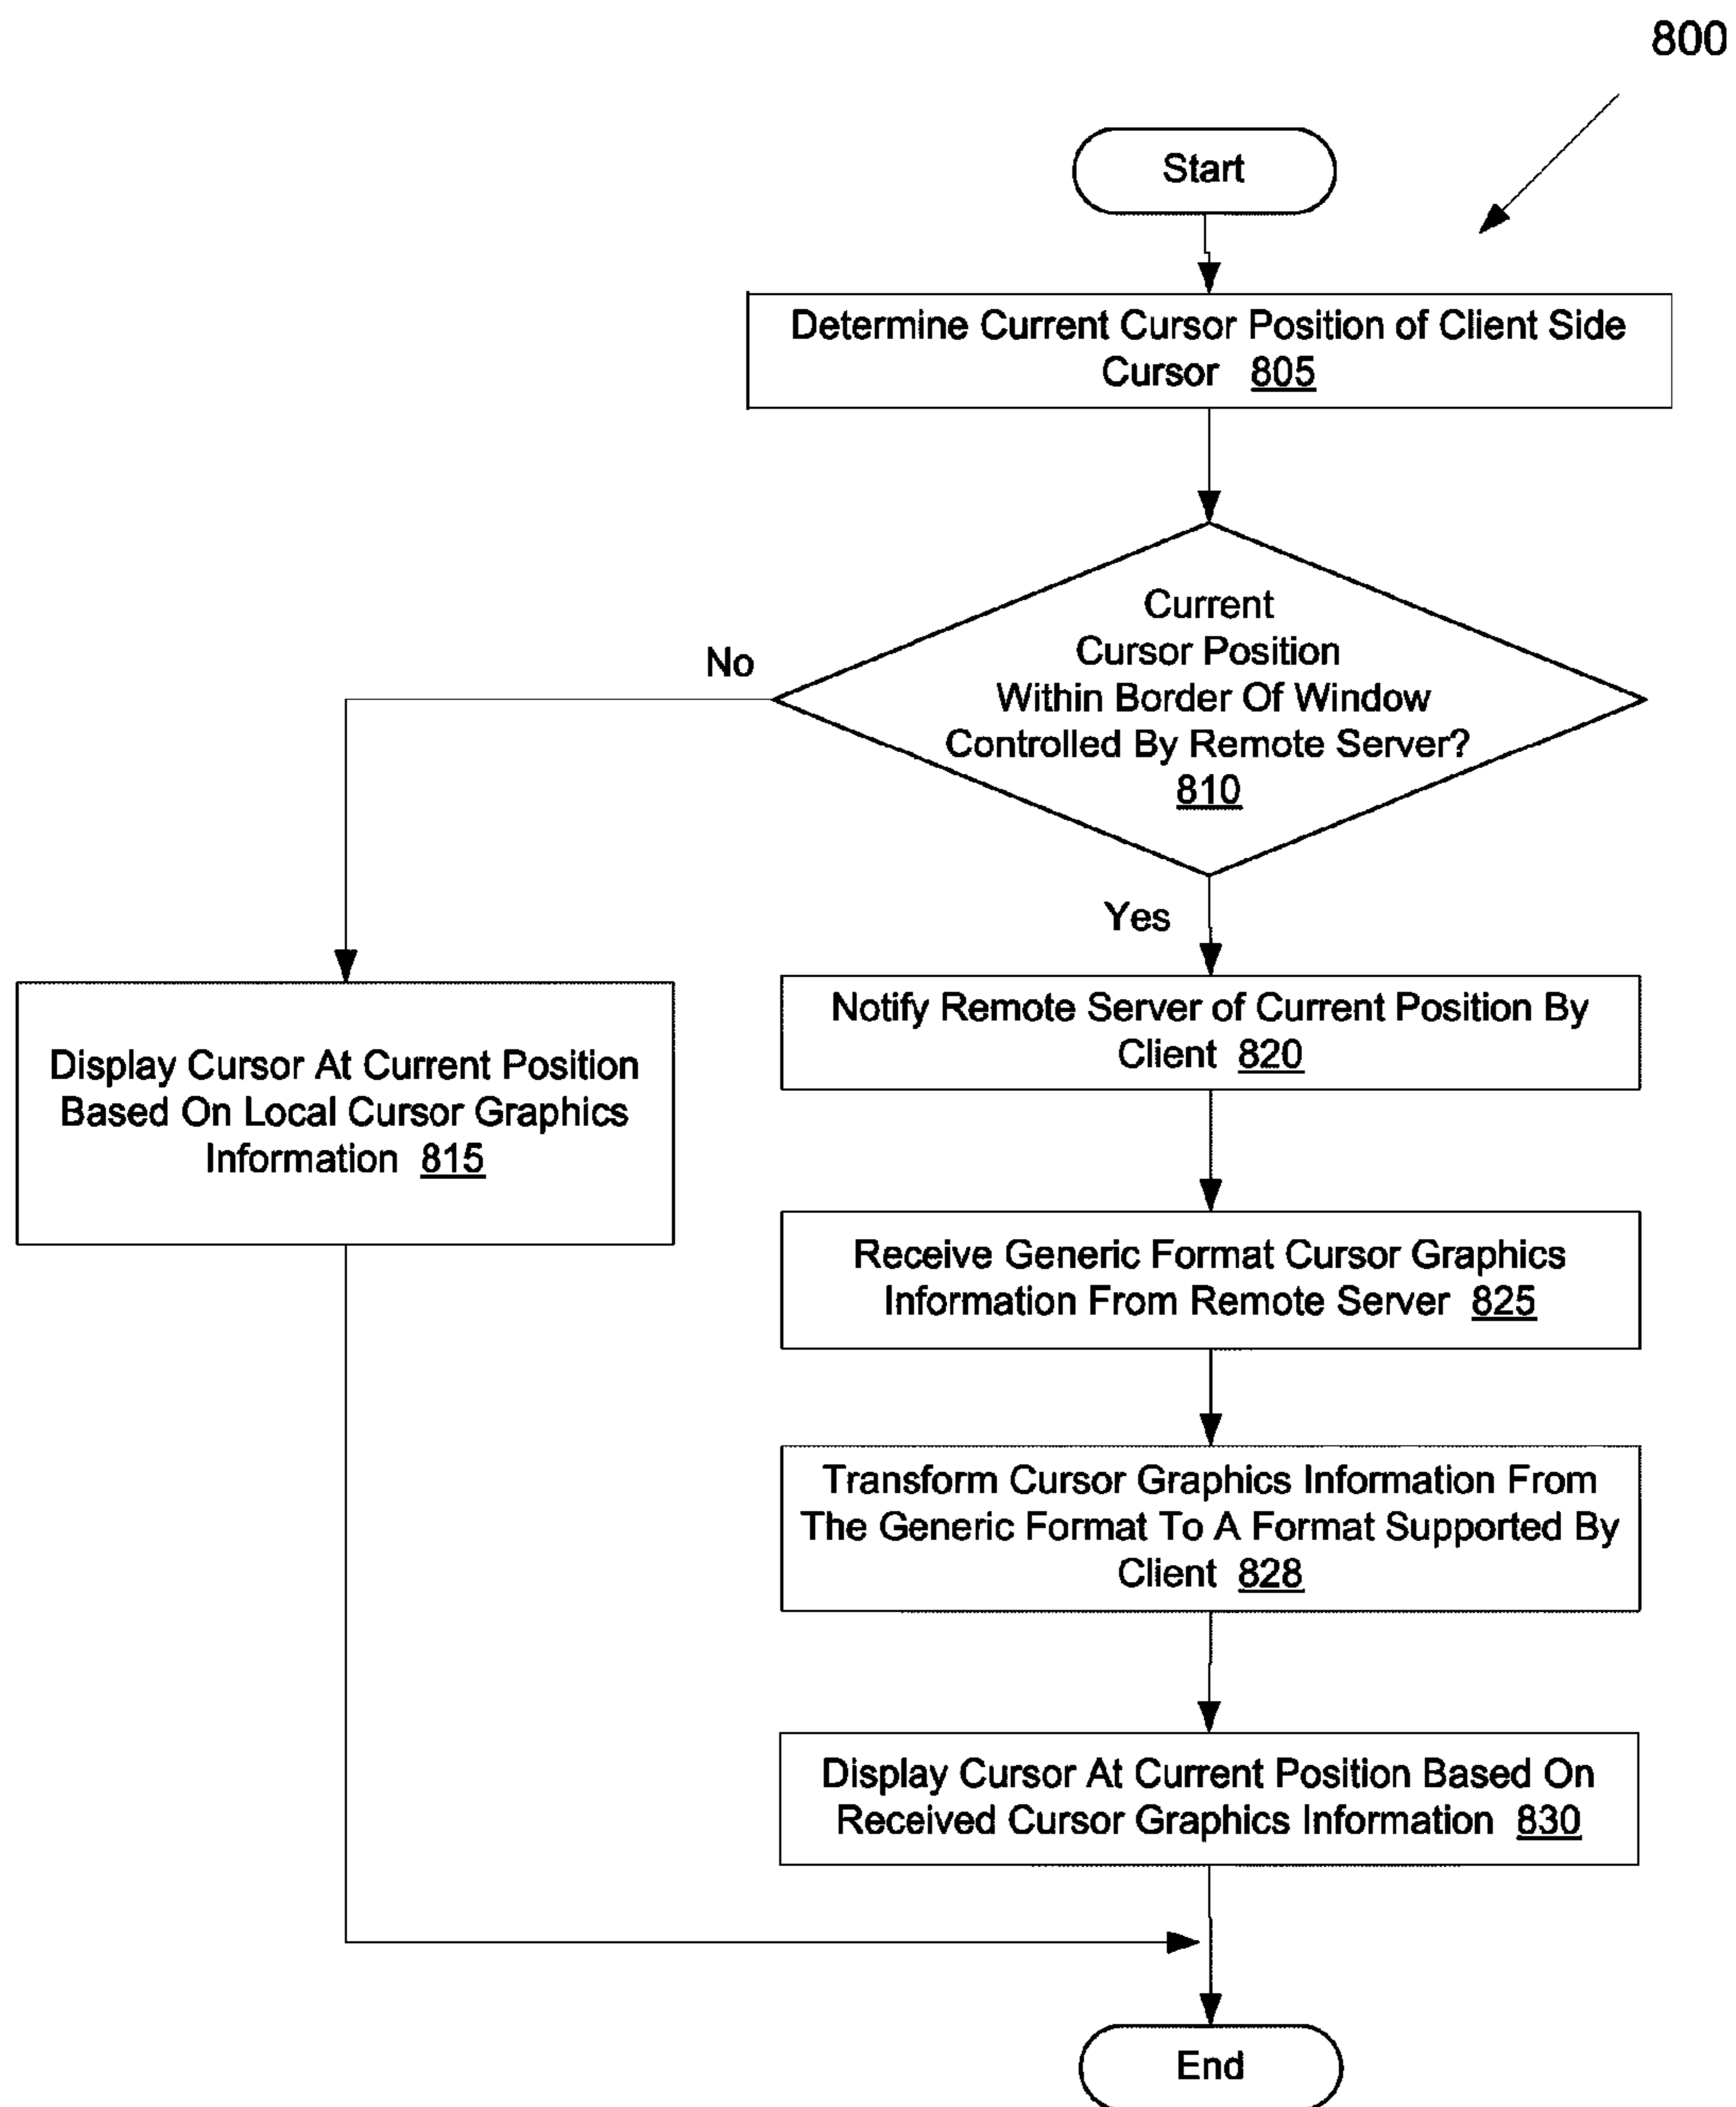 800
Start
Determine Current Cursor Position of Client Side
Cursor 805
Current
Cursor Position
Within Border Of Window
Controlled By Remote Server?
810
No
Yes
Display Cursor At Current Position
Based On Local Cursor Graphics
Information 815
Notify Remote Server of Current Position By
Client 820
Receive Generic Format Cursor Graphics
Information From Remote Server 825
Transform Cursor Graphics Information From
The Generic Format To A Format Supported By
Client 828
Display Cursor At Current Position Based On
Received Cursor Graphics Information 830
End